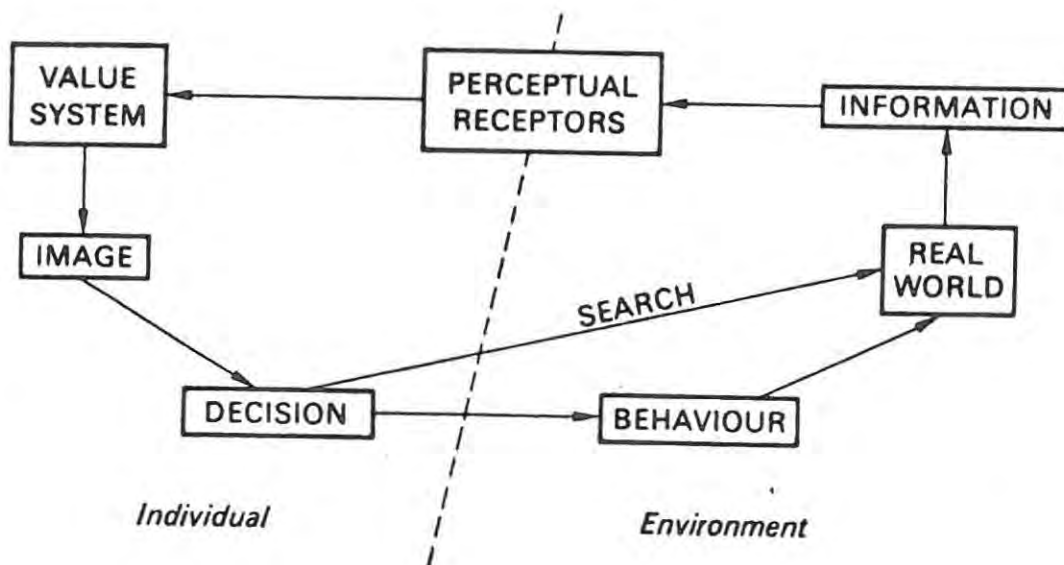 VALUE
SYSTEM
PERCEPTUAL
RECEPTORS
INFORMATION
IMAGE
REAL
WORLD
SEARCH
DECISION
BEHAVIOUR
Individual
Environment